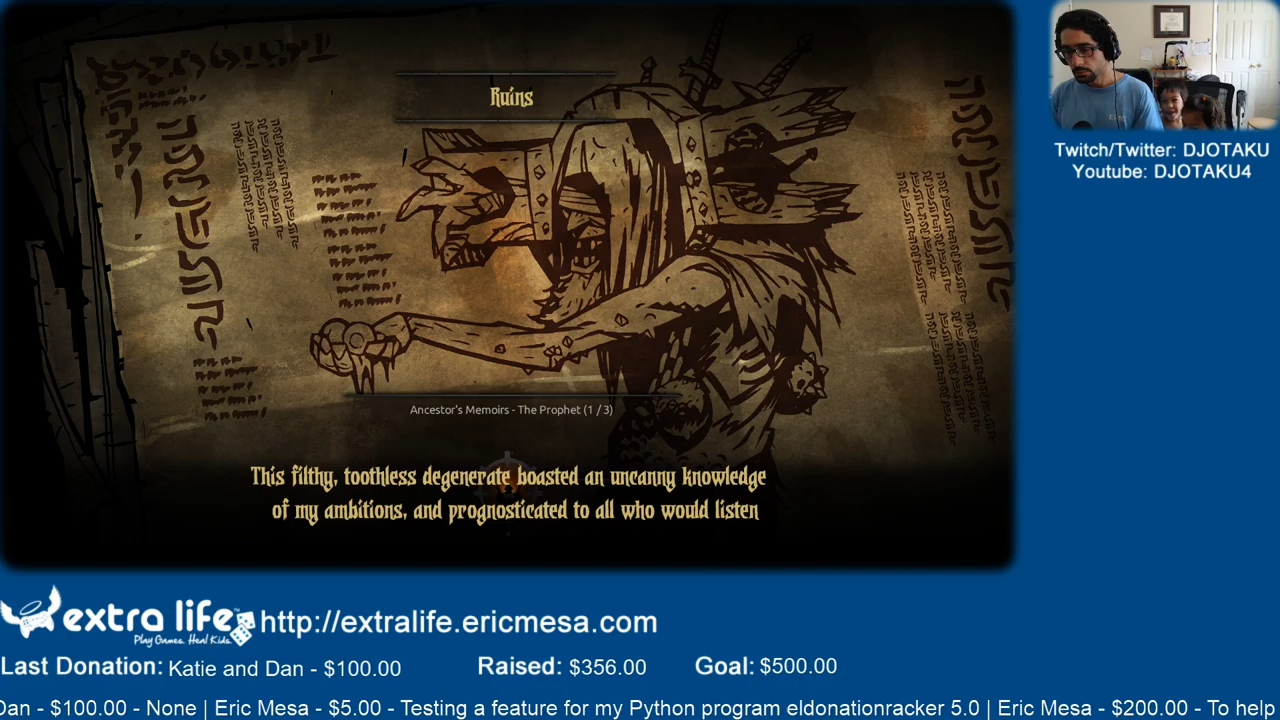 Ruins
Ancestor's Memoirs - The Prophet (1 / 3)
This filthy, toothless degenerate boasted an uncanny knowledge
of my ambitions, and prognosticated to all who would listen
Twitch/Twitter: DJOTAKU
Youtube: DJOTAKU4
extra life
Play Games. Heal Kids.
http://extralife.ericmesa.com
Last Donation: Katie and Dan - $100.00
Raised: $356.00
Goal: $500.00
Dan - $100.00 - None | Eric Mesa - $5.00 - Testing a feature for my Python program eldonationracker 5.0 | Eric Mesa - $200.00 - To help